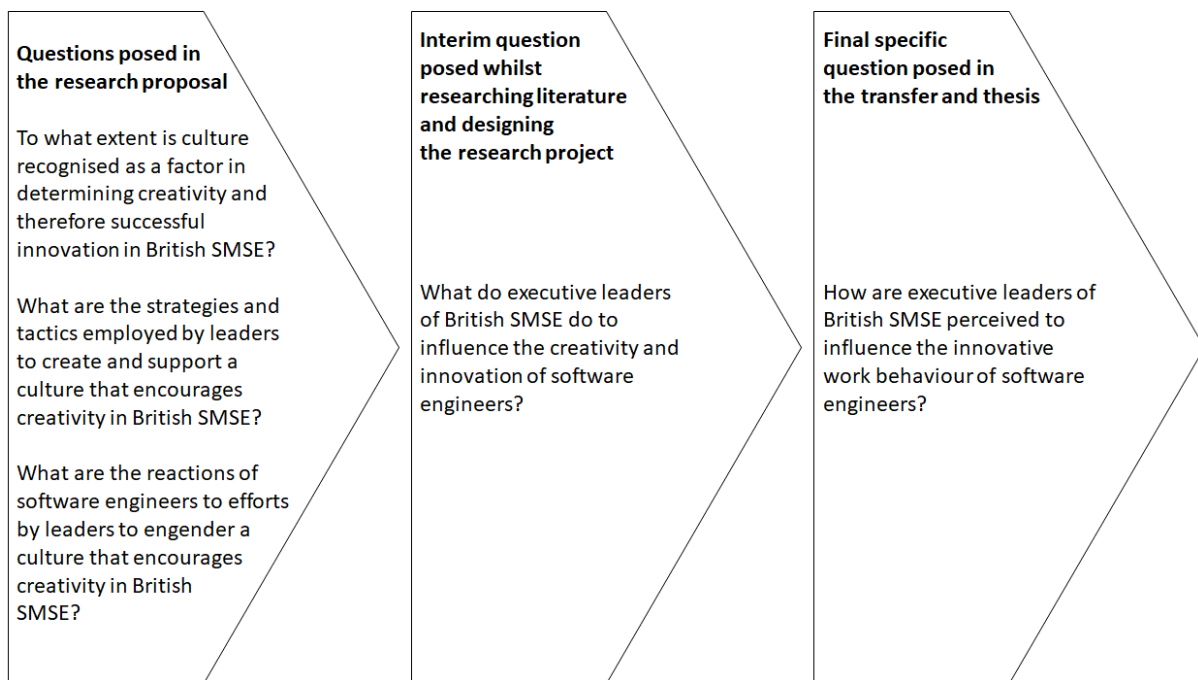 Questions posed in
the research proposal
To what extent is culture
recognised as a factor in
determining creativity and
therefore successful
innovation in British SMSE?
What are the strategies and
tactics employed by leaders
to create and support a
culture that encourages
creativity in British SMSE?
What are the reactions of
software engineers to efforts
by leaders to engender a
culture that encourages
creativity in British
SMSE?
Interim question
posed whilst
researching literature
and designing
the research project
What do executive leaders
of British SMSE do to
influence the creativity and
innovation of software
engineers?
Final specific
question posed in
the transfer and thesis
How are executive leaders of
British SMSE perceived to
influence the innovative
work behaviour of software
engineers?